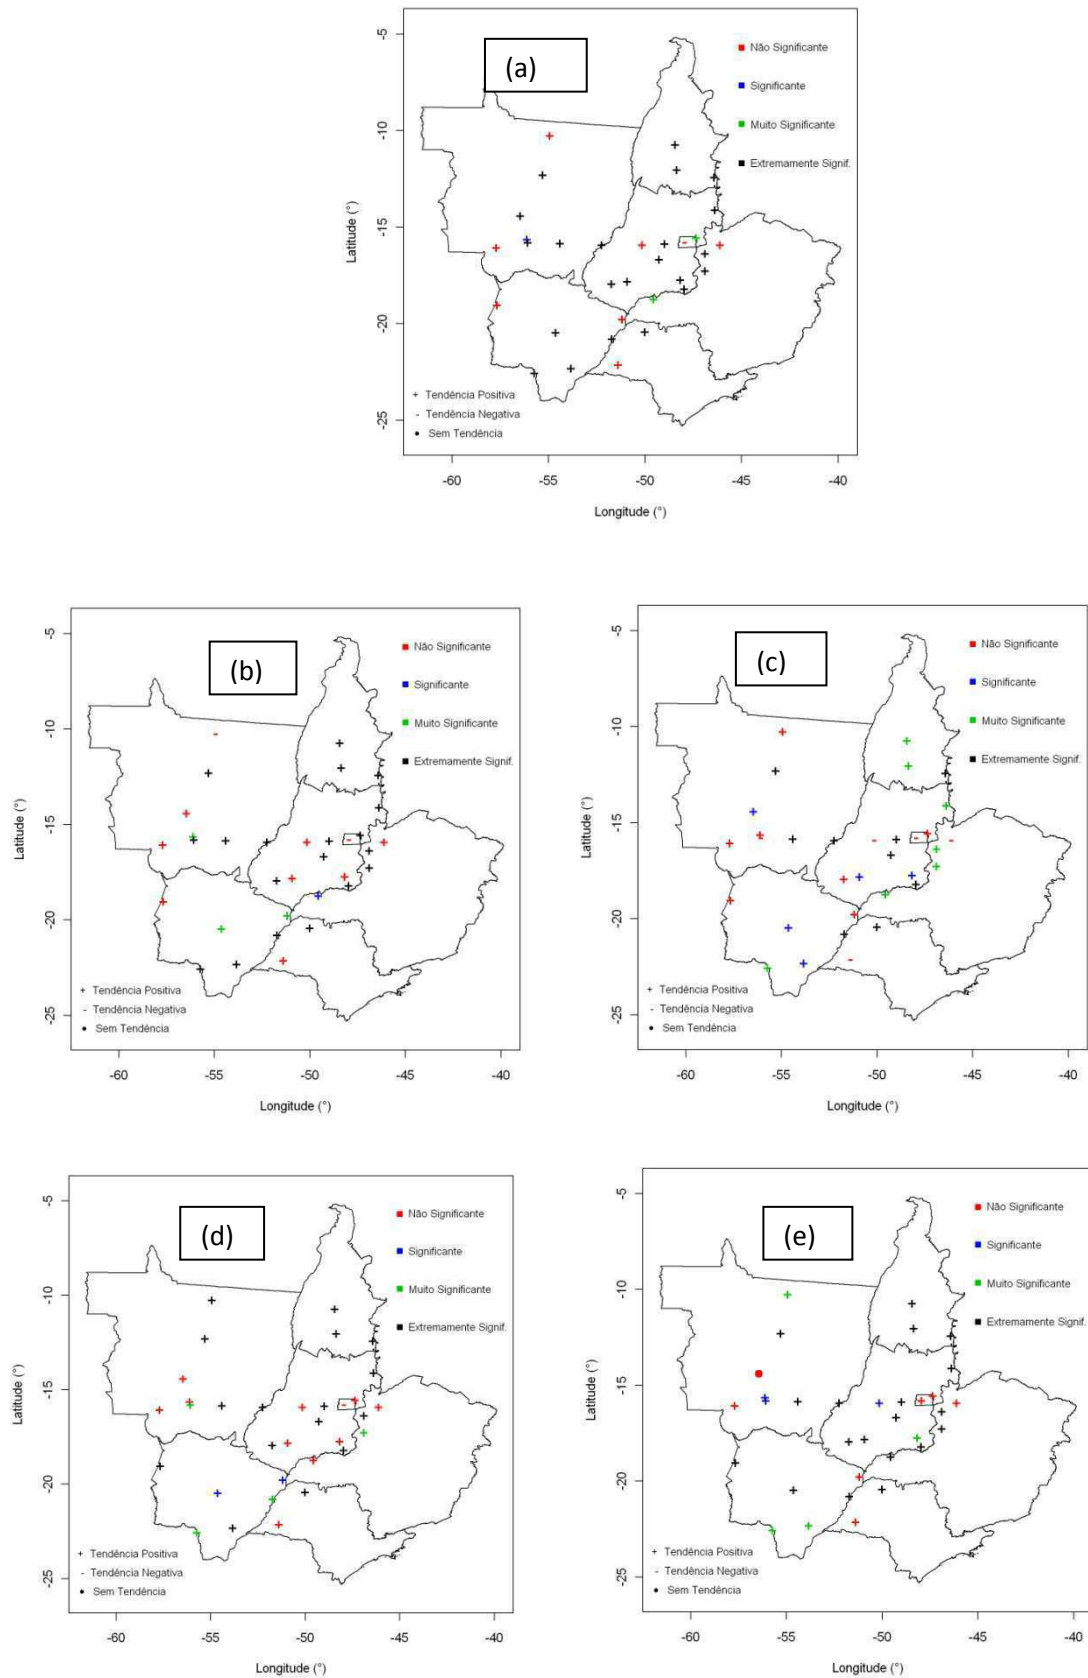 (a)
Não Significante
Significante
Muito Significante
Extremamente Signif.
Latitude (°)
-5
-10
-15
-20
-25
+ Tendência Positiva
- Tendência Negativa
● Sem Tendência
-60 -55 -50 -45 -40
Longitude (°)
(b)
Não Significante
Significante
Muito Significante
Extremamente Signif.
Latitude (°)
-5
-10
-15
-20
-25
+ Tendência Positiva
- Tendência Negativa
● Sem Tendência
-60 -55 -50 -45 -40
Longitude (°)
(c)
Não Significante
Significante
Muito Significante
Extremamente Signif.
Latitude (°)
-5
-10
-15
-20
-25
+ Tendência Positiva
- Tendência Negativa
● Sem Tendência
-60 -55 -50 -45 -40
Longitude (°)
(d)
Não Significante
Significante
Muito Significante
Extremamente Signif.
Latitude (°)
-5
-10
-15
-20
-25
+ Tendência Positiva
- Tendência Negativa
● Sem Tendência
-60 -55 -50 -45 -40
Longitude (°)
(e)
Não Significante
Significante
Muito Significante
Extremamente Signif.
Latitude (°)
-5
-10
-15
-20
-25
+ Tendência Positiva
- Tendência Negativa
● Sem Tendência
-60 -55 -50 -45 -40
Longitude (°)